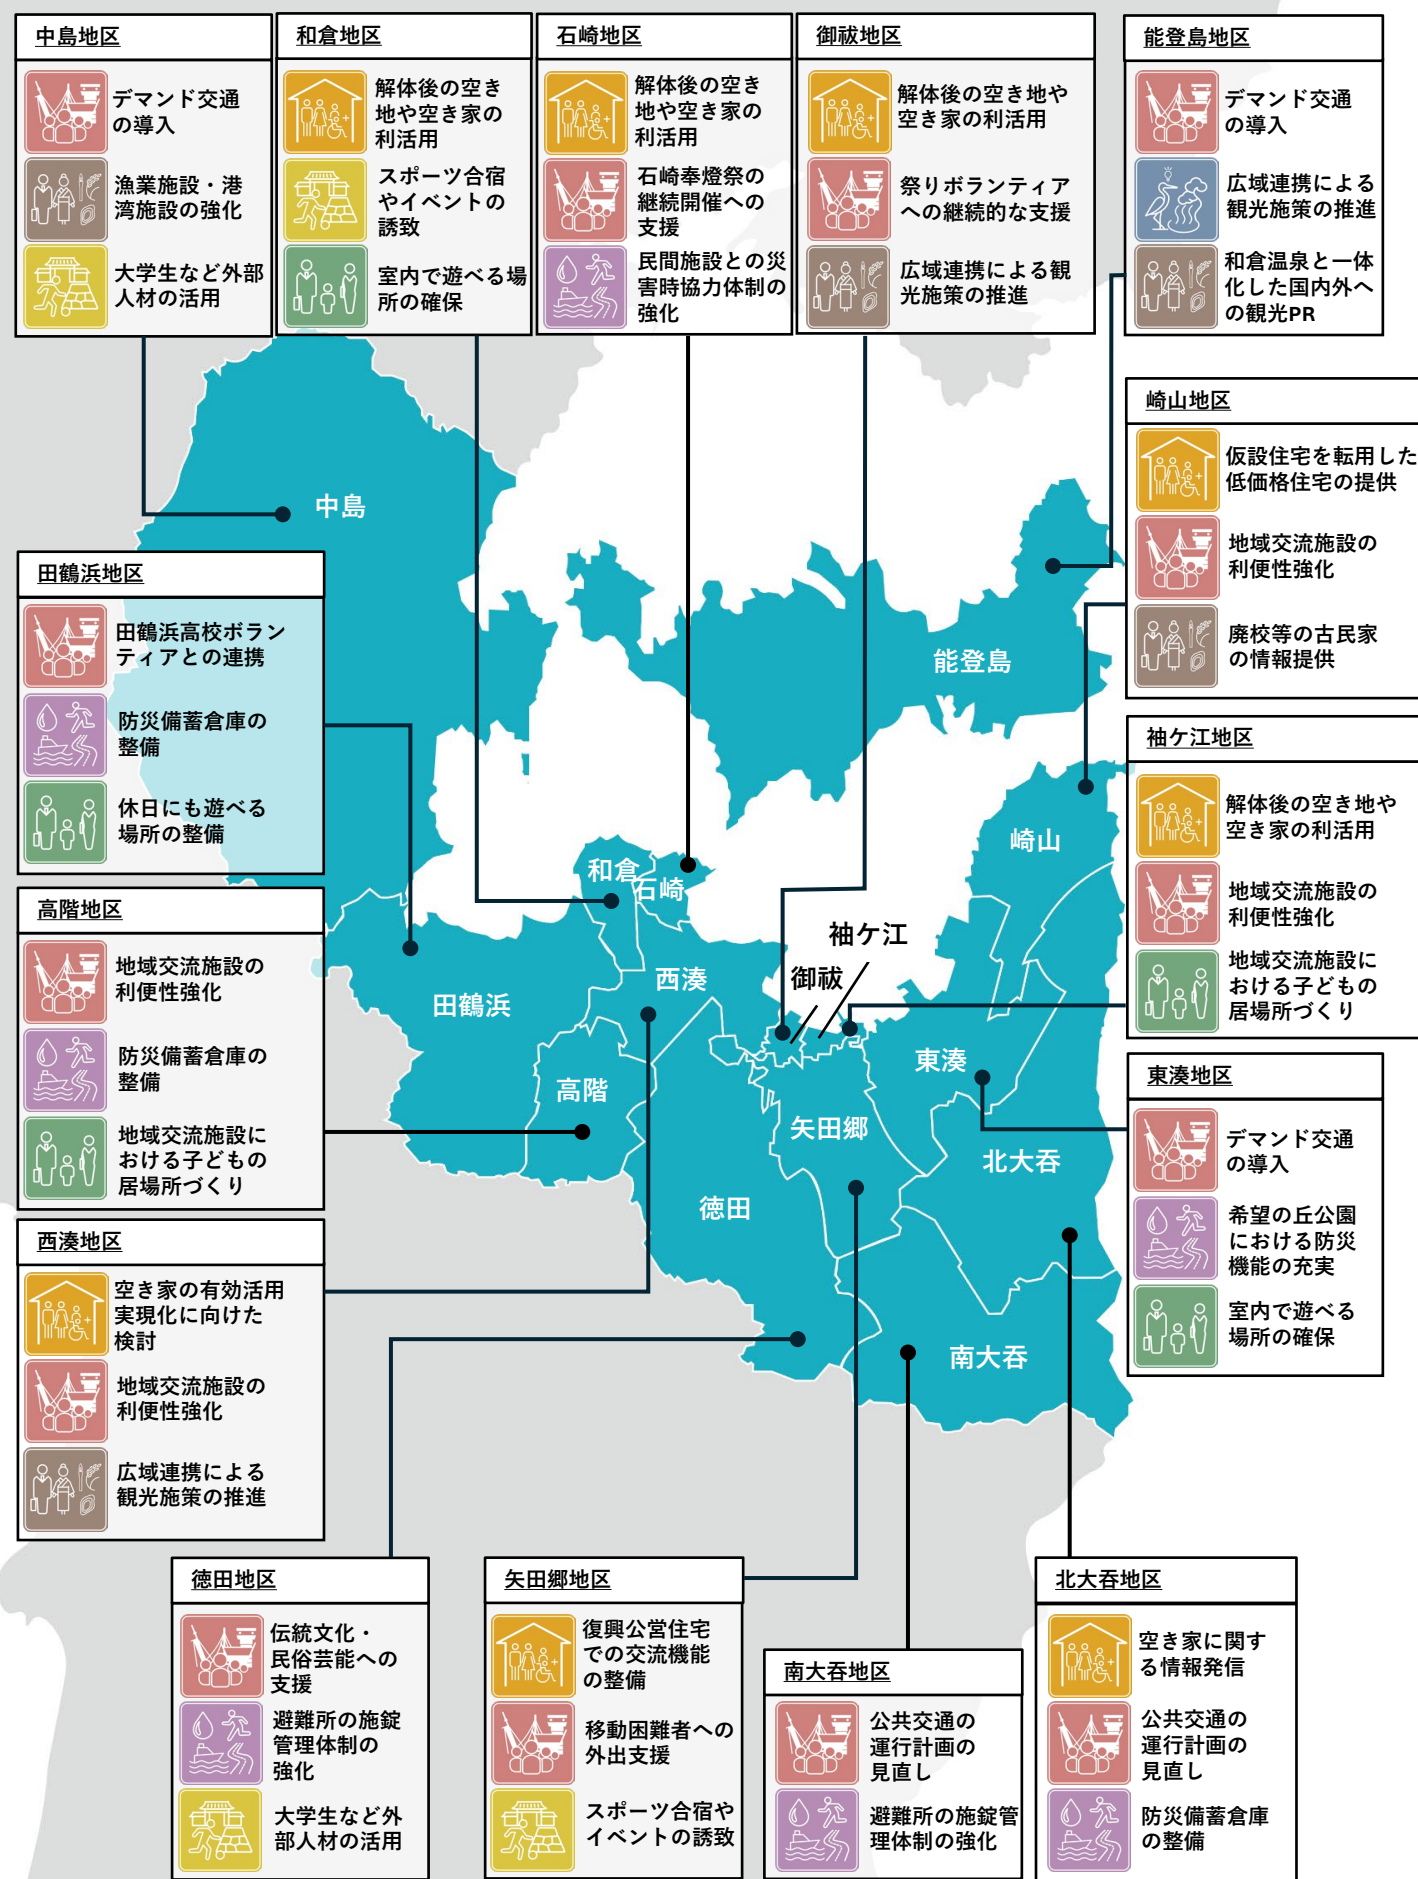 中島地区
デマンド交通
の導入
漁業施設・港
湾施設の強化
大学生など外部
人材の活用
和倉地区
解体後の空き
地や空き家の
利活用
スポーツ合宿
やイベントの
誘致
室内で遊べる場
所の確保
石崎地区
解体後の空き
地や空き家の
利活用
石崎奉燈祭の
継続開催への
支援
民間施設との災
害時協力体制の
強化
御祓地区
解体後の空き地や
空き家の利活用
祭りボランティア
への継続的な支援
広域連携による観
光施策の推進
能登島地区
デマンド交通
の導入
広域連携による
観光施策の推進
和倉温泉と一体
化した国内外へ
の観光PR
崎山地区
仮設住宅を転用した
低価格住宅の提供
地域交流施設の
利便性強化
廃校等の古民家
の情報提供
田鶴浜地区
田鶴浜高校ボラン
ティアとの連携
防災備蓄倉庫の
整備
休日にも遊べる
場所の整備
袖ケ江地区
解体後の空き地や
空き家の利活用
地域交流施設の
利便性強化
地域交流施設に
おける子どもの
居場所づくり
高階地区
地域交流施設の
利便性強化
防災備蓄倉庫の
整備
地域交流施設に
おける子どもの
居場所づくり
東湊地区
デマンド交通
の導入
希望の丘公園
における防災
機能の充実
室内で遊べる
場所の確保
西湊地区
空き家の有効活用
実現化に向けた
検討
地域交流施設の
利便性強化
広域連携による
観光施策の推進
中島
能登島
崎山
和倉
石崎
袖ケ江
御祓
西湊
田鶴浜
東湊
高階
矢田郷
北大呑
徳田
南大呑
徳田地区
伝統文化・
民俗芸能への
支援
避難所の施錠
管理体制の
強化
大学生など外
部人材の活用
矢田郷地区
復興公営住宅
での交流機能
の整備
移動困難者への
外出支援
スポーツ合宿や
イベントの誘致
南大呑地区
公共交通の
運行計画の
見直し
避難所の施錠管
理体制の強化
北大呑地区
空き家に関す
る情報発信
公共交通の
運行計画の
見直し
防災備蓄倉庫
の整備